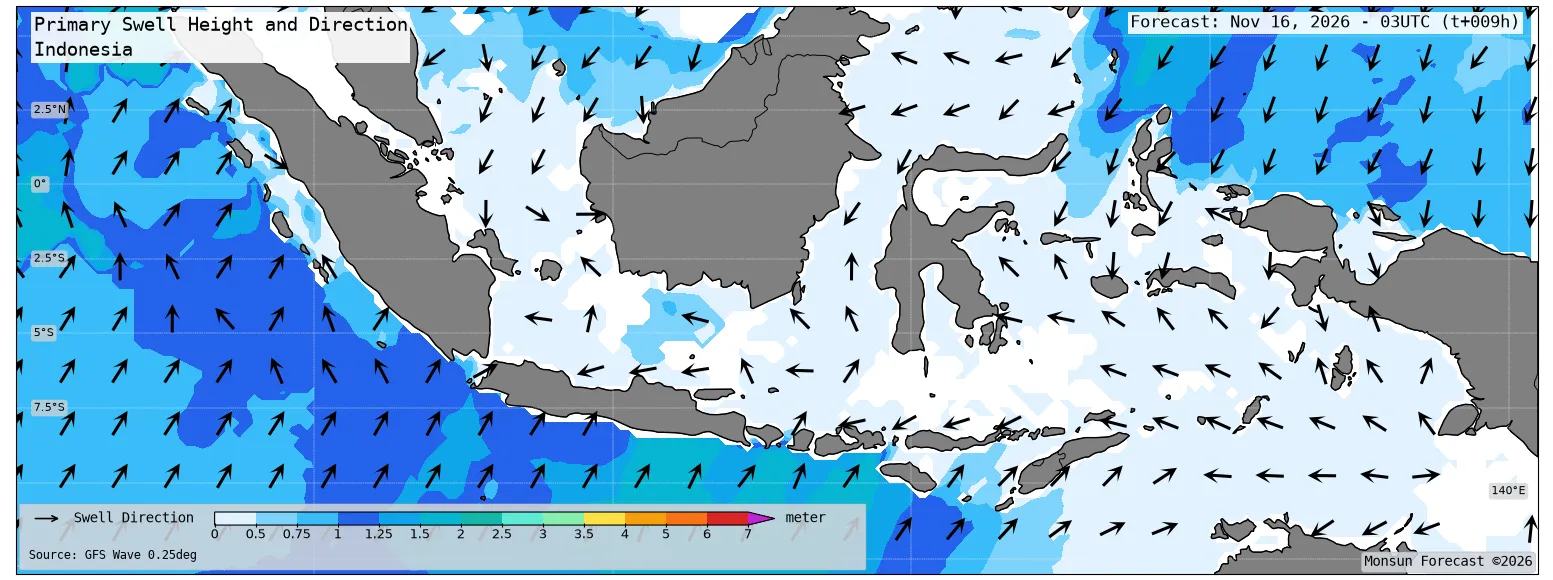 Primary Swell Height and Direction
Indonesia
Forecast: Nov 16, 2026 - 03UTC (t+009h)
2.5°N
0°
2.5°S
5°S
7.5°S
140°E
Swell Direction
meter
0 0.5 0.75 1 1.25 1.5 2 2.5 3 3.5 4 5 6 7
Source: GFS Wave 0.25deg
Monsun Forecast ©2026